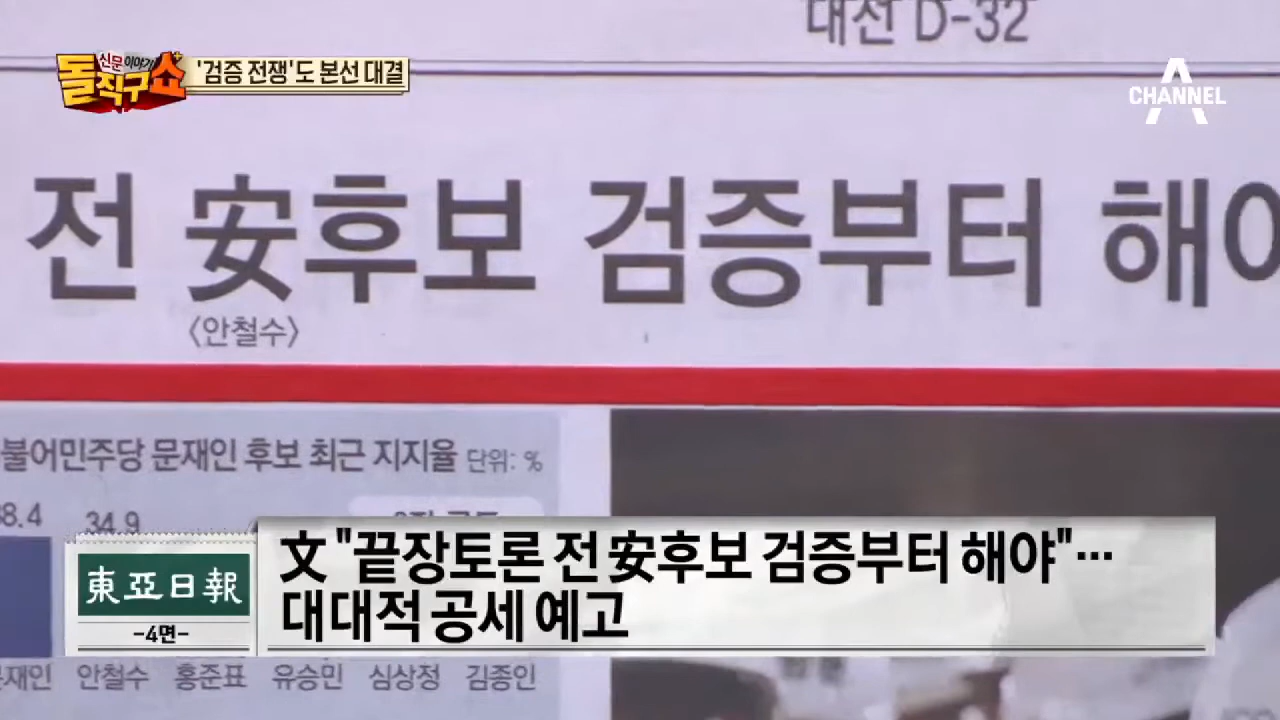 대선 D-32
돌직구쇼+
신문이야기
'검증 전쟁'도 본선 대결
CHANNEL A
전 安후보 검증부터 해야
〈안철수〉
불어민주당 문재인 후보 최근 지지율 단위: %
38.4 34.9
東亞日報
-4면-
文 "끝장토론 전 安후보 검증부터 해야"…
대대적 공세 예고
문재인 안철수 홍준표 유승민 심상정 김종인